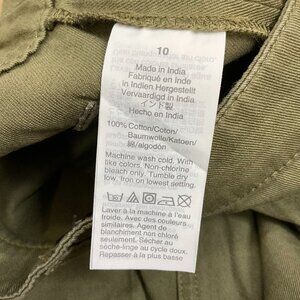 10
Made in India
Fabriqué en Inde
In Indien Hergestellt
Vervaardigd in India
インド製
Hecho en India
100% Cotton/Coton/
Baumwolle/Katoen/
綿/algodón
Machine wash cold. With
like colors. Non-chlorine
bleach only. Tumble dry
low, Iron on lowest setting.
Laver à la machine à l'eau
froide. Avec des couleurs
similaires. Agent de
blanchiment non chloré
seulement. Sécher au
séchoir à cycle doux.
Repasser à la plus basse